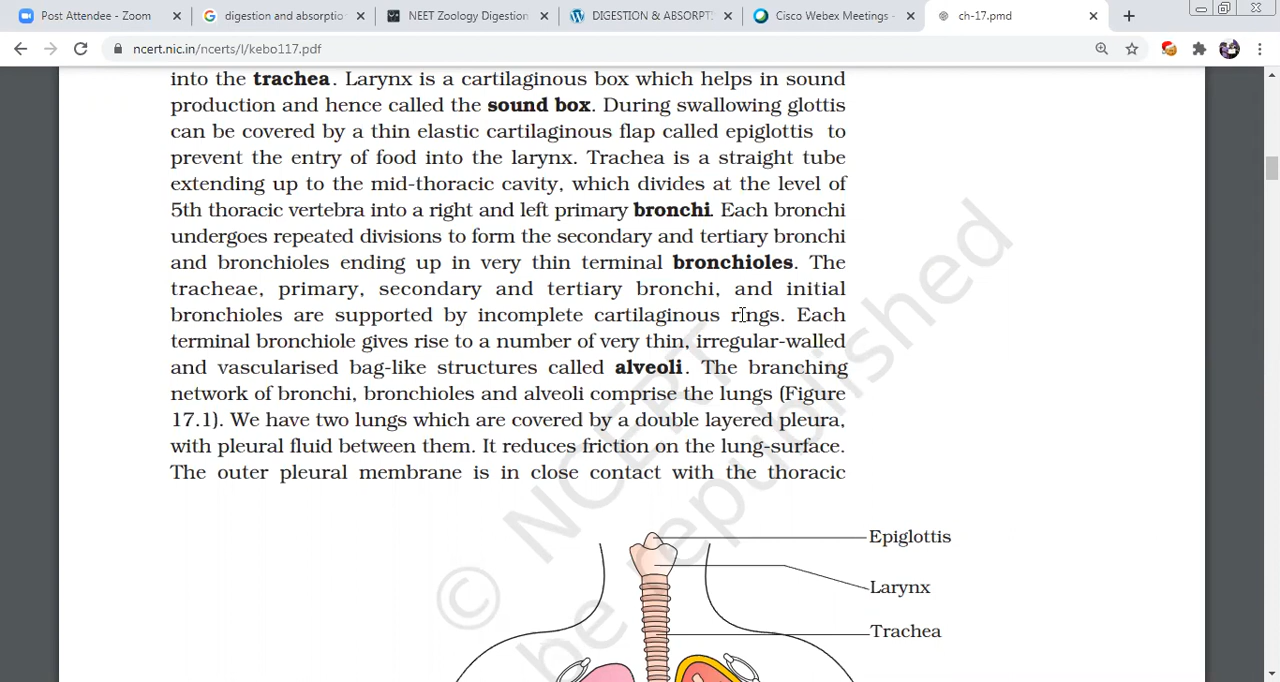 Post Attendee - Zoom
digestion and absorptio
NEET Zoology Digestion
DIGESTION & ABSORPT
Cisco Webex Meetings -
ch-17.pmd
ncert.nic.in/ncerts/l/kebo117.pdf
into the trachea. Larynx is a cartilaginous box which helps in sound
production and hence called the sound box. During swallowing glottis
can be covered by a thin elastic cartilaginous flap called epiglottis to
prevent the entry of food into the larynx. Trachea is a straight tube
extending up to the mid-thoracic cavity, which divides at the level of
5th thoracic vertebra into a right and left primary bronchi. Each bronchi
undergoes repeated divisions to form the secondary and tertiary bronchi
and bronchioles ending up in very thin terminal bronchioles. The
tracheae, primary, secondary and tertiary bronchi, and initial
bronchioles are supported by incomplete cartilaginous rings. Each
terminal bronchiole gives rise to a number of very thin, irregular-walled
and vascularised bag-like structures called alveoli. The branching
network of bronchi, bronchioles and alveoli comprise the lungs (Figure
17.1). We have two lungs which are covered by a double layered pleura,
with pleural fluid between them. It reduces friction on the lung-surface.
The outer pleural membrane is in close contact with the thoracic
Epiglottis
Larynx
Trachea
© NCERT
be republished